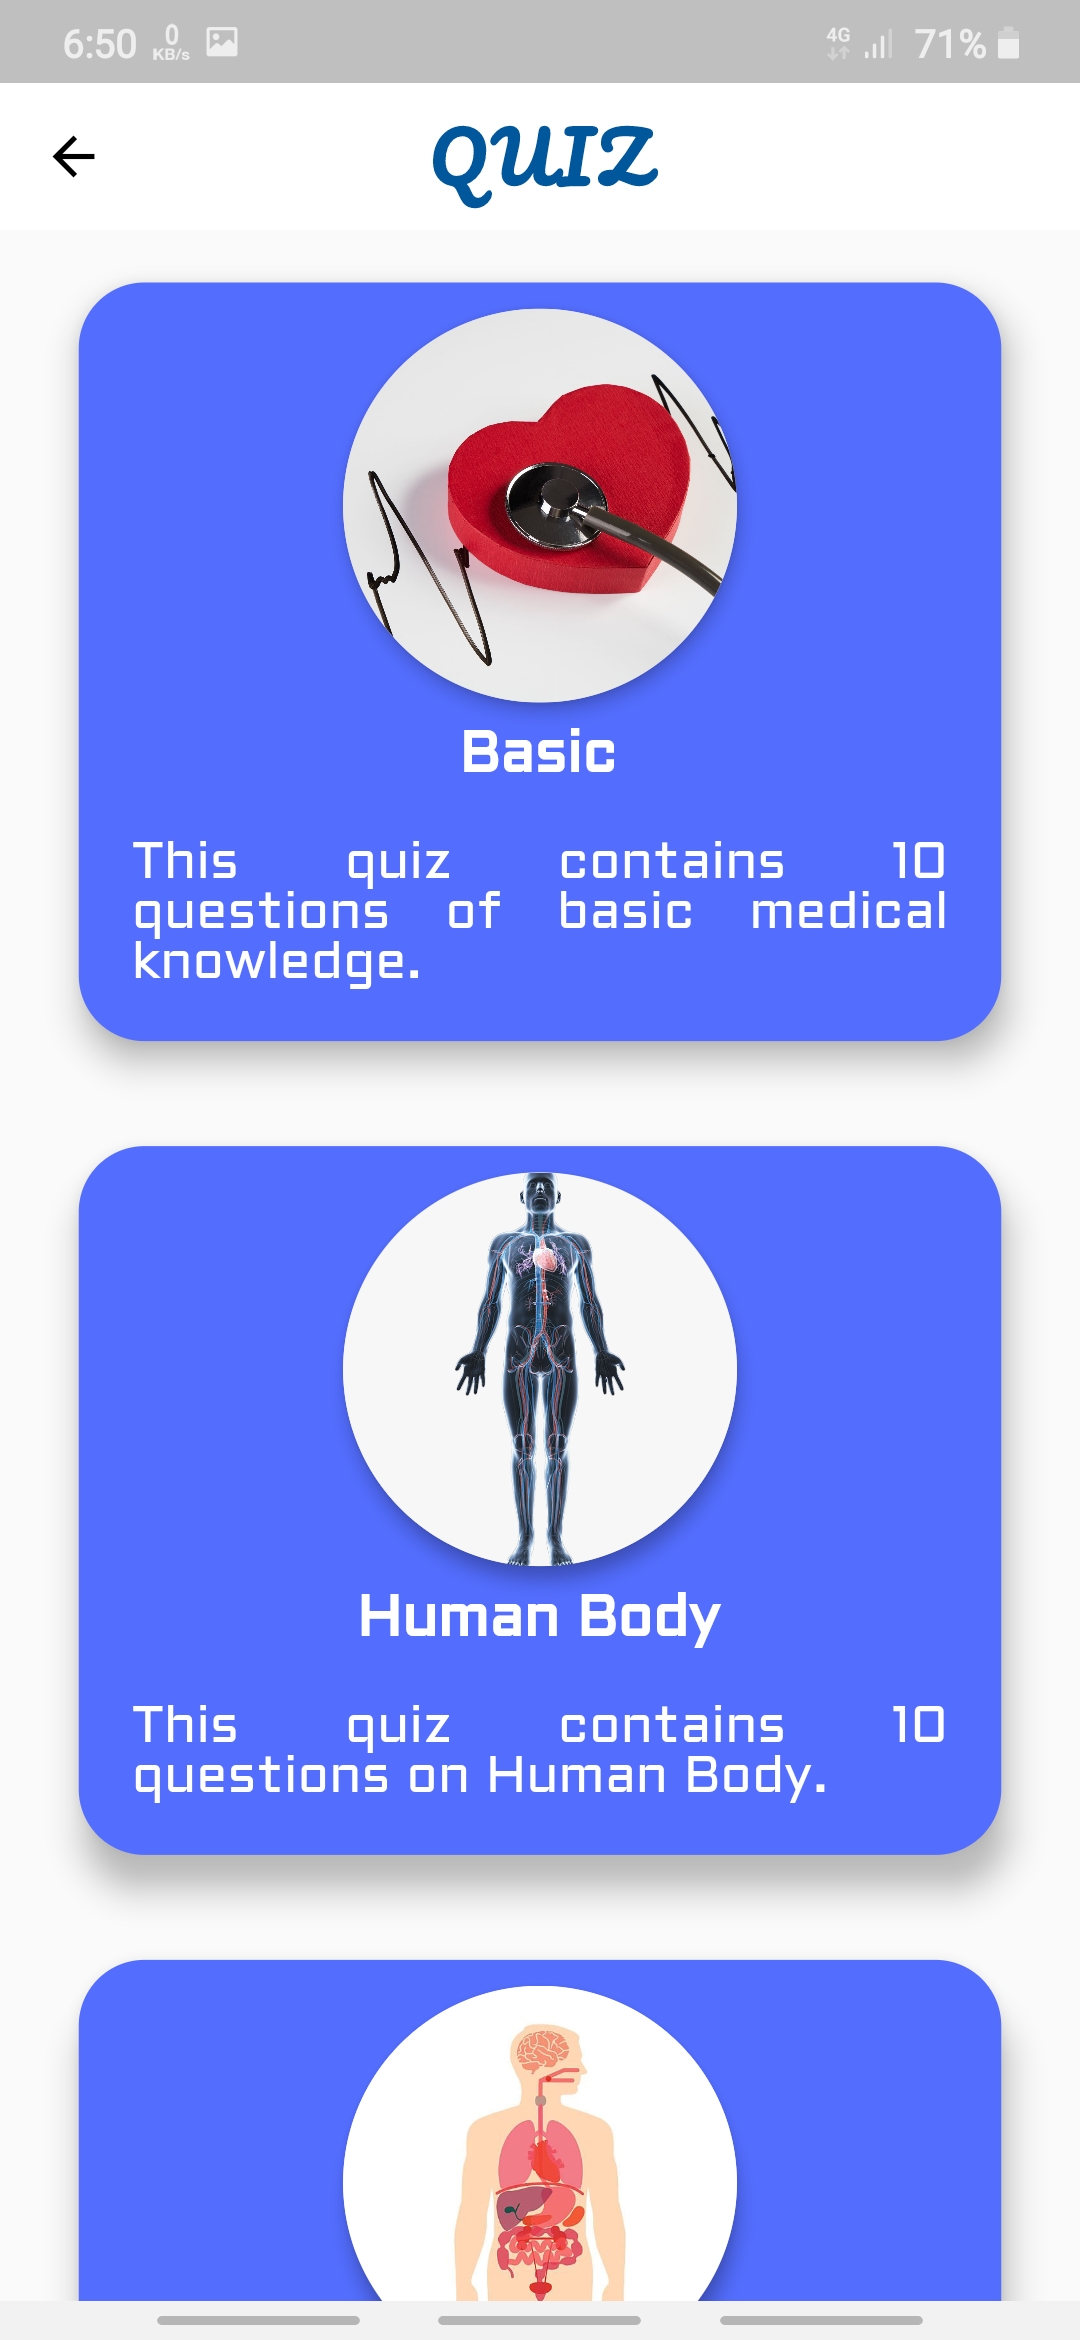 6:50 0 KB/s 4G 71%
QUIZ
Basic
This quiz contains 10
questions of basic medical
knowledge.
Human Body
This quiz contains 10
questions on Human Body.